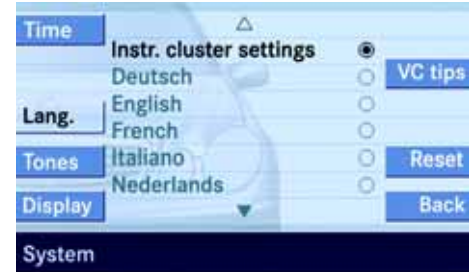 Time
Instr. cluster settings
Deutsch
VC tips
English
Lang.
French
Tones
Italiano
Reset
Nederlands
Display
Back
System